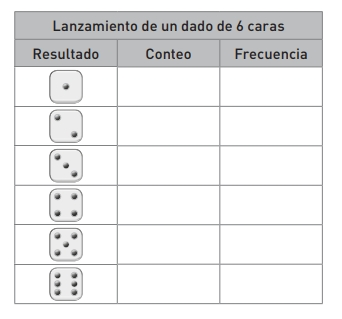 Lanzamiento de un dado de 6 caras
Resultado Conteo Frecuencia